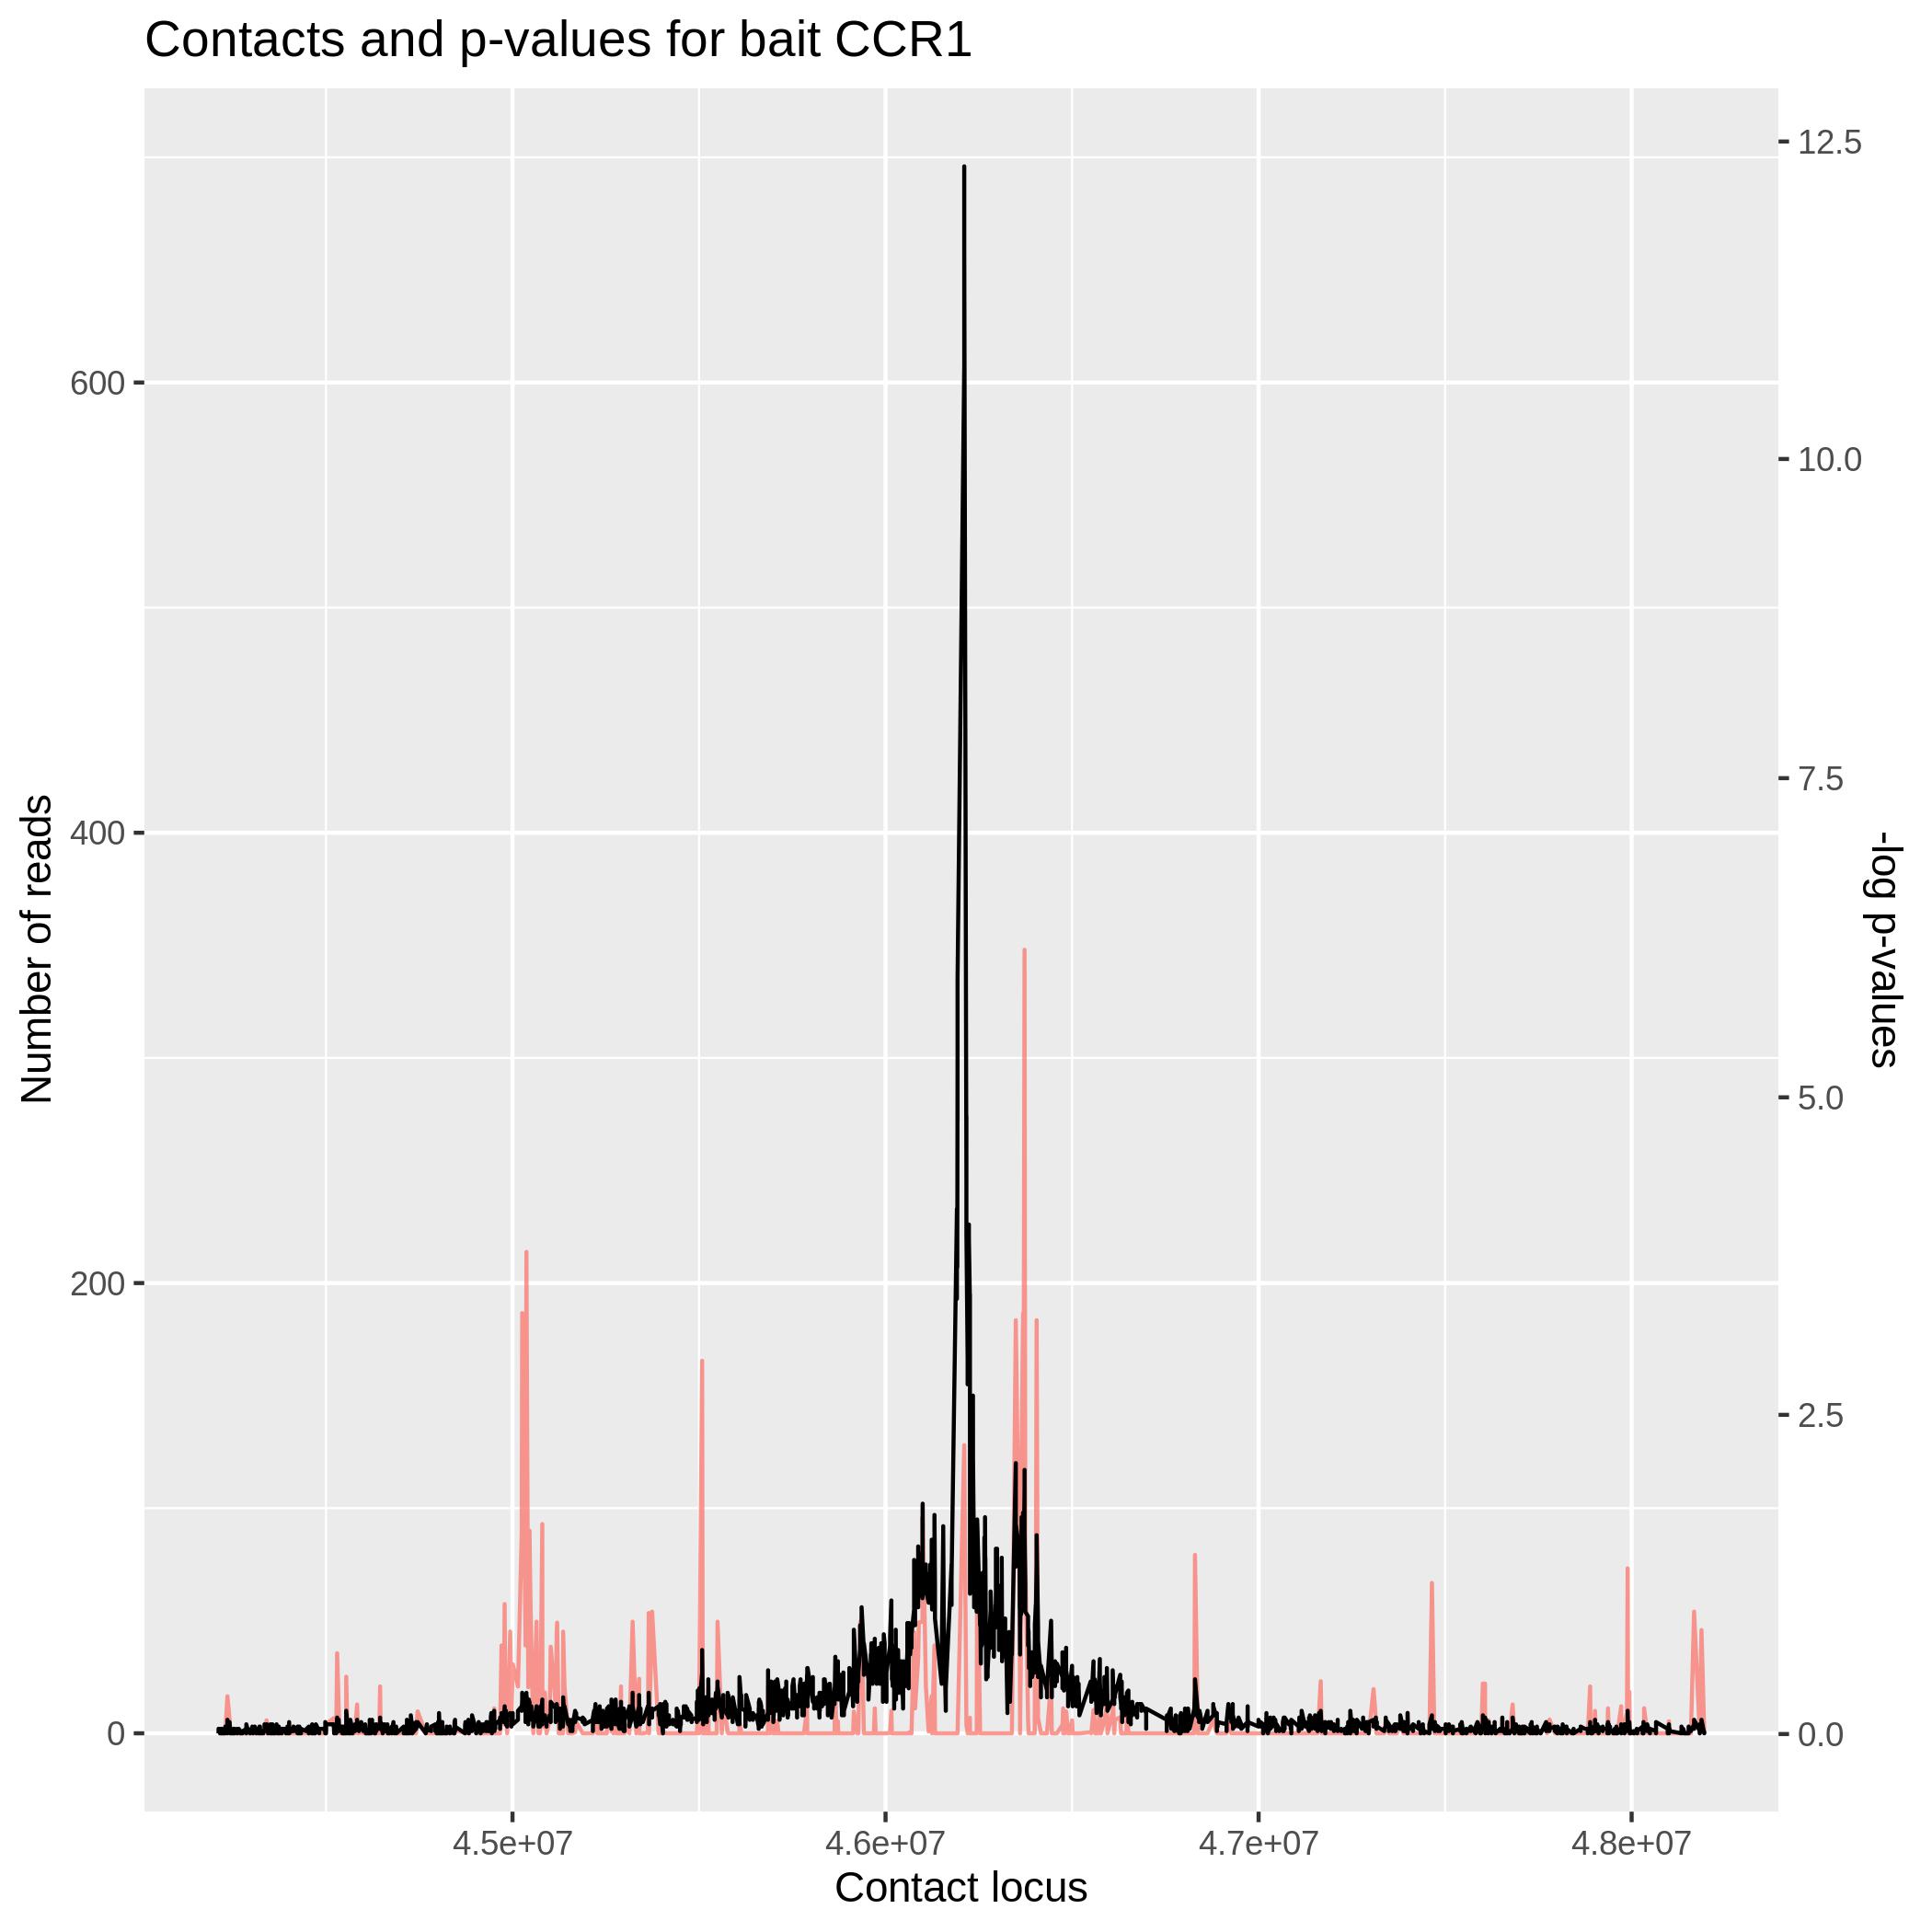 Contacts and p-values for bait CCR1
Number of reads
600
400
200
0
12.5
10.0
7.5
5.0
2.5
0.0
-log p-values
4.5e+07
4.6e+07
4.7e+07
4.8e+07
Contact locus